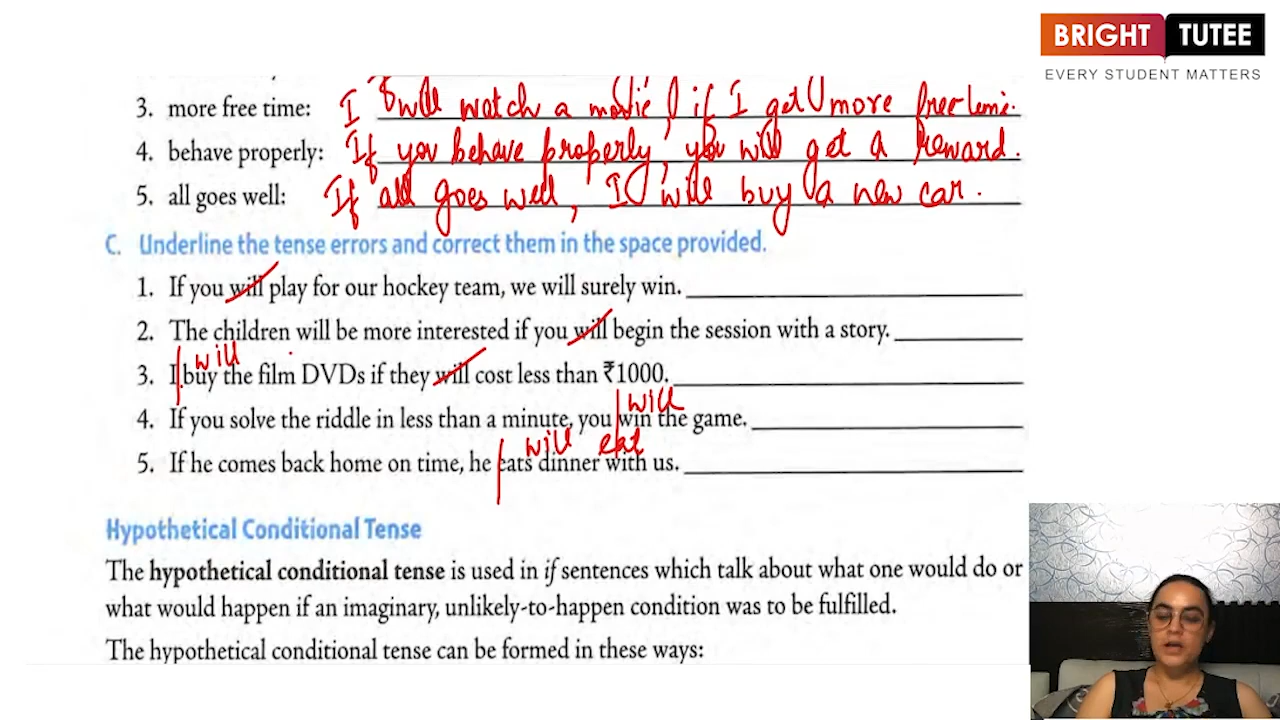 BRIGHT TUTEE
EVERY STUDENT MATTERS
3. more free time: I will watch a movie, if I get more free time.
4. behave properly: If you behave properly, you will get a reward.
5. all goes well: If all goes well, I will buy a new car.
C. Underline the tense errors and correct them in the space provided.
1. If you will play for our hockey team, we will surely win.
2. The children will be more interested if you will begin the session with a story.
will
3. I buy the film DVDs if they will cost less than ₹1000.
will
4. If you solve the riddle in less than a minute, you win the game.
will eat
5. If he comes back home on time, he eats dinner with us.
Hypothetical Conditional Tense
The hypothetical conditional tense is used in if sentences which talk about what one would do or
what would happen if an imaginary, unlikely-to-happen condition was to be fulfilled.
The hypothetical conditional tense can be formed in these ways: